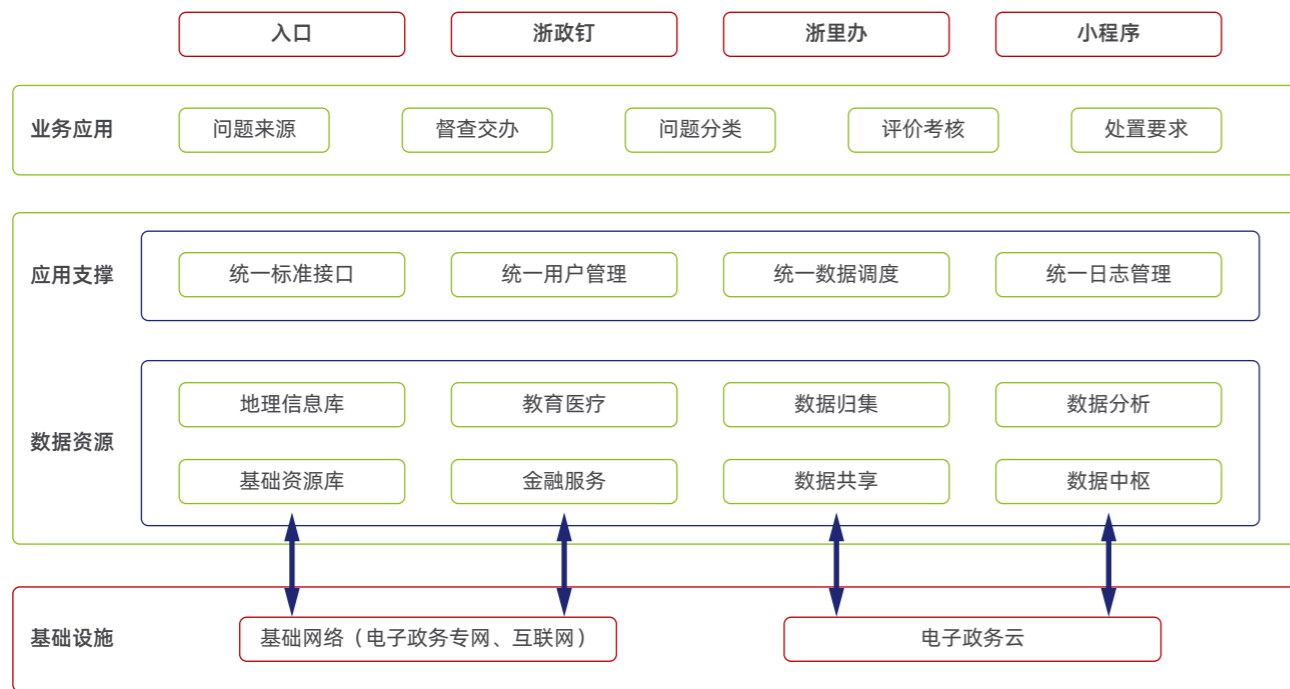 入口 浙政钉 浙里办 小程序
业务应用 问题来源 督查交办 问题分类 评价考核 处置要求
应用支撑 统一标准接口 统一用户管理 统一数据调度 统一日志管理
地理信息库 教育医疗 数据归集 数据分析
数据资源
基础资源库 金融服务 数据共享 数据中枢
基础设施 基础网络（电子政务专网、互联网） 电子政务云